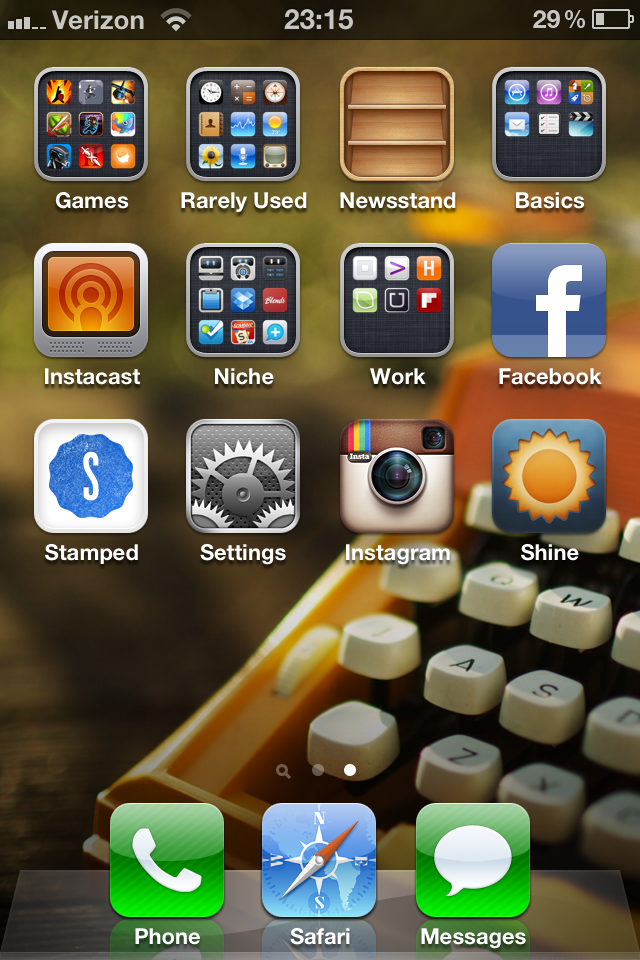 Verizon 23:15 29 %
Games Rarely Used Newsstand Basics
Instacast Niche Work Facebook
Stamped Settings Instagram Shine
Insta
Q W
A S D
Z
Phone Safari Messages